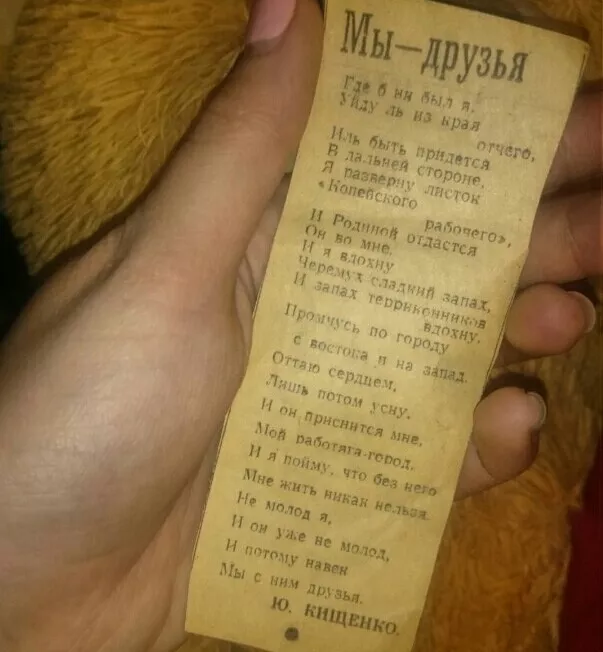 Мы—друзья
Где б ни был я.
Уйду ль из края
отчего,
Иль быть придется
В дальней стороне,
Я разверну листок
«Копейского
рабочего»,
И Родиной отдастся
Он во мне.
И я вдохну
Черемух сладкий запах,
И запах терриконников
вдохну.
Промчусь по городу
с востока и на запад.
Оттаю сердцем,
Лишь потом усну.
И он приснится мне,
Мой работяга-город.
И я пойму, что без него
Мне жить никак нельзя.
Не молод я,
И он уже не молод,
И потому навек
Мы с ним друзья.
Ю. КИЩЕНКО.